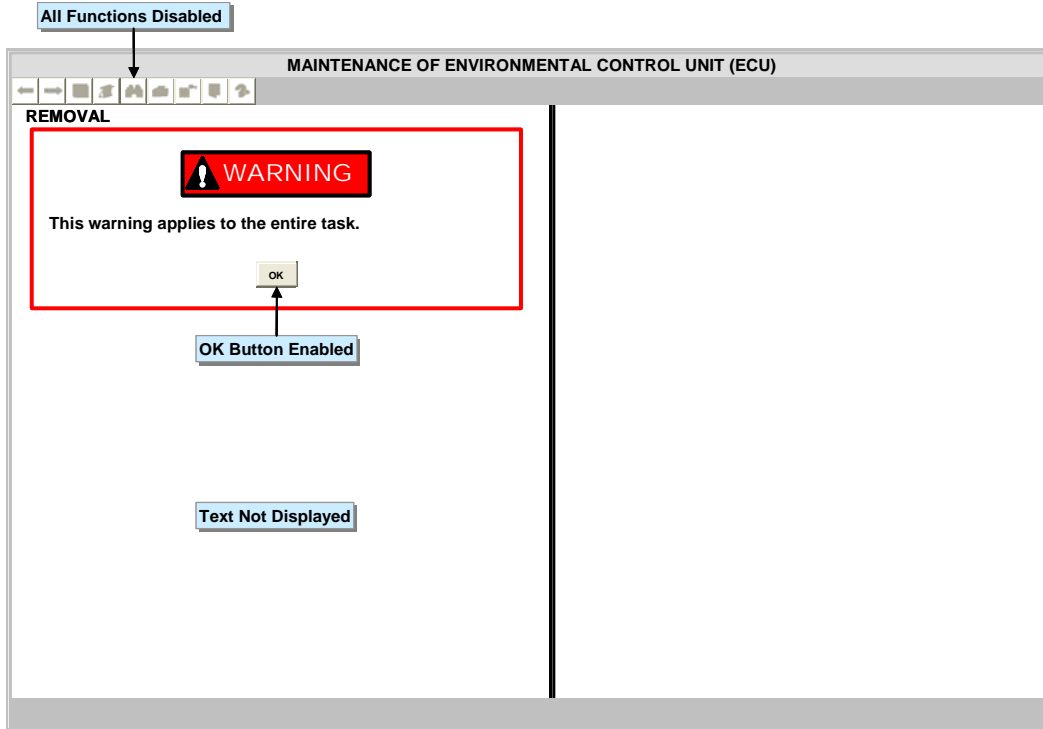 All Functions Disabled
MAINTENANCE OF ENVIRONMENTAL CONTROL UNIT (ECU)
REMOVAL
WARNING
This warning applies to the entire task.
OK
OK Button Enabled
Text Not Displayed